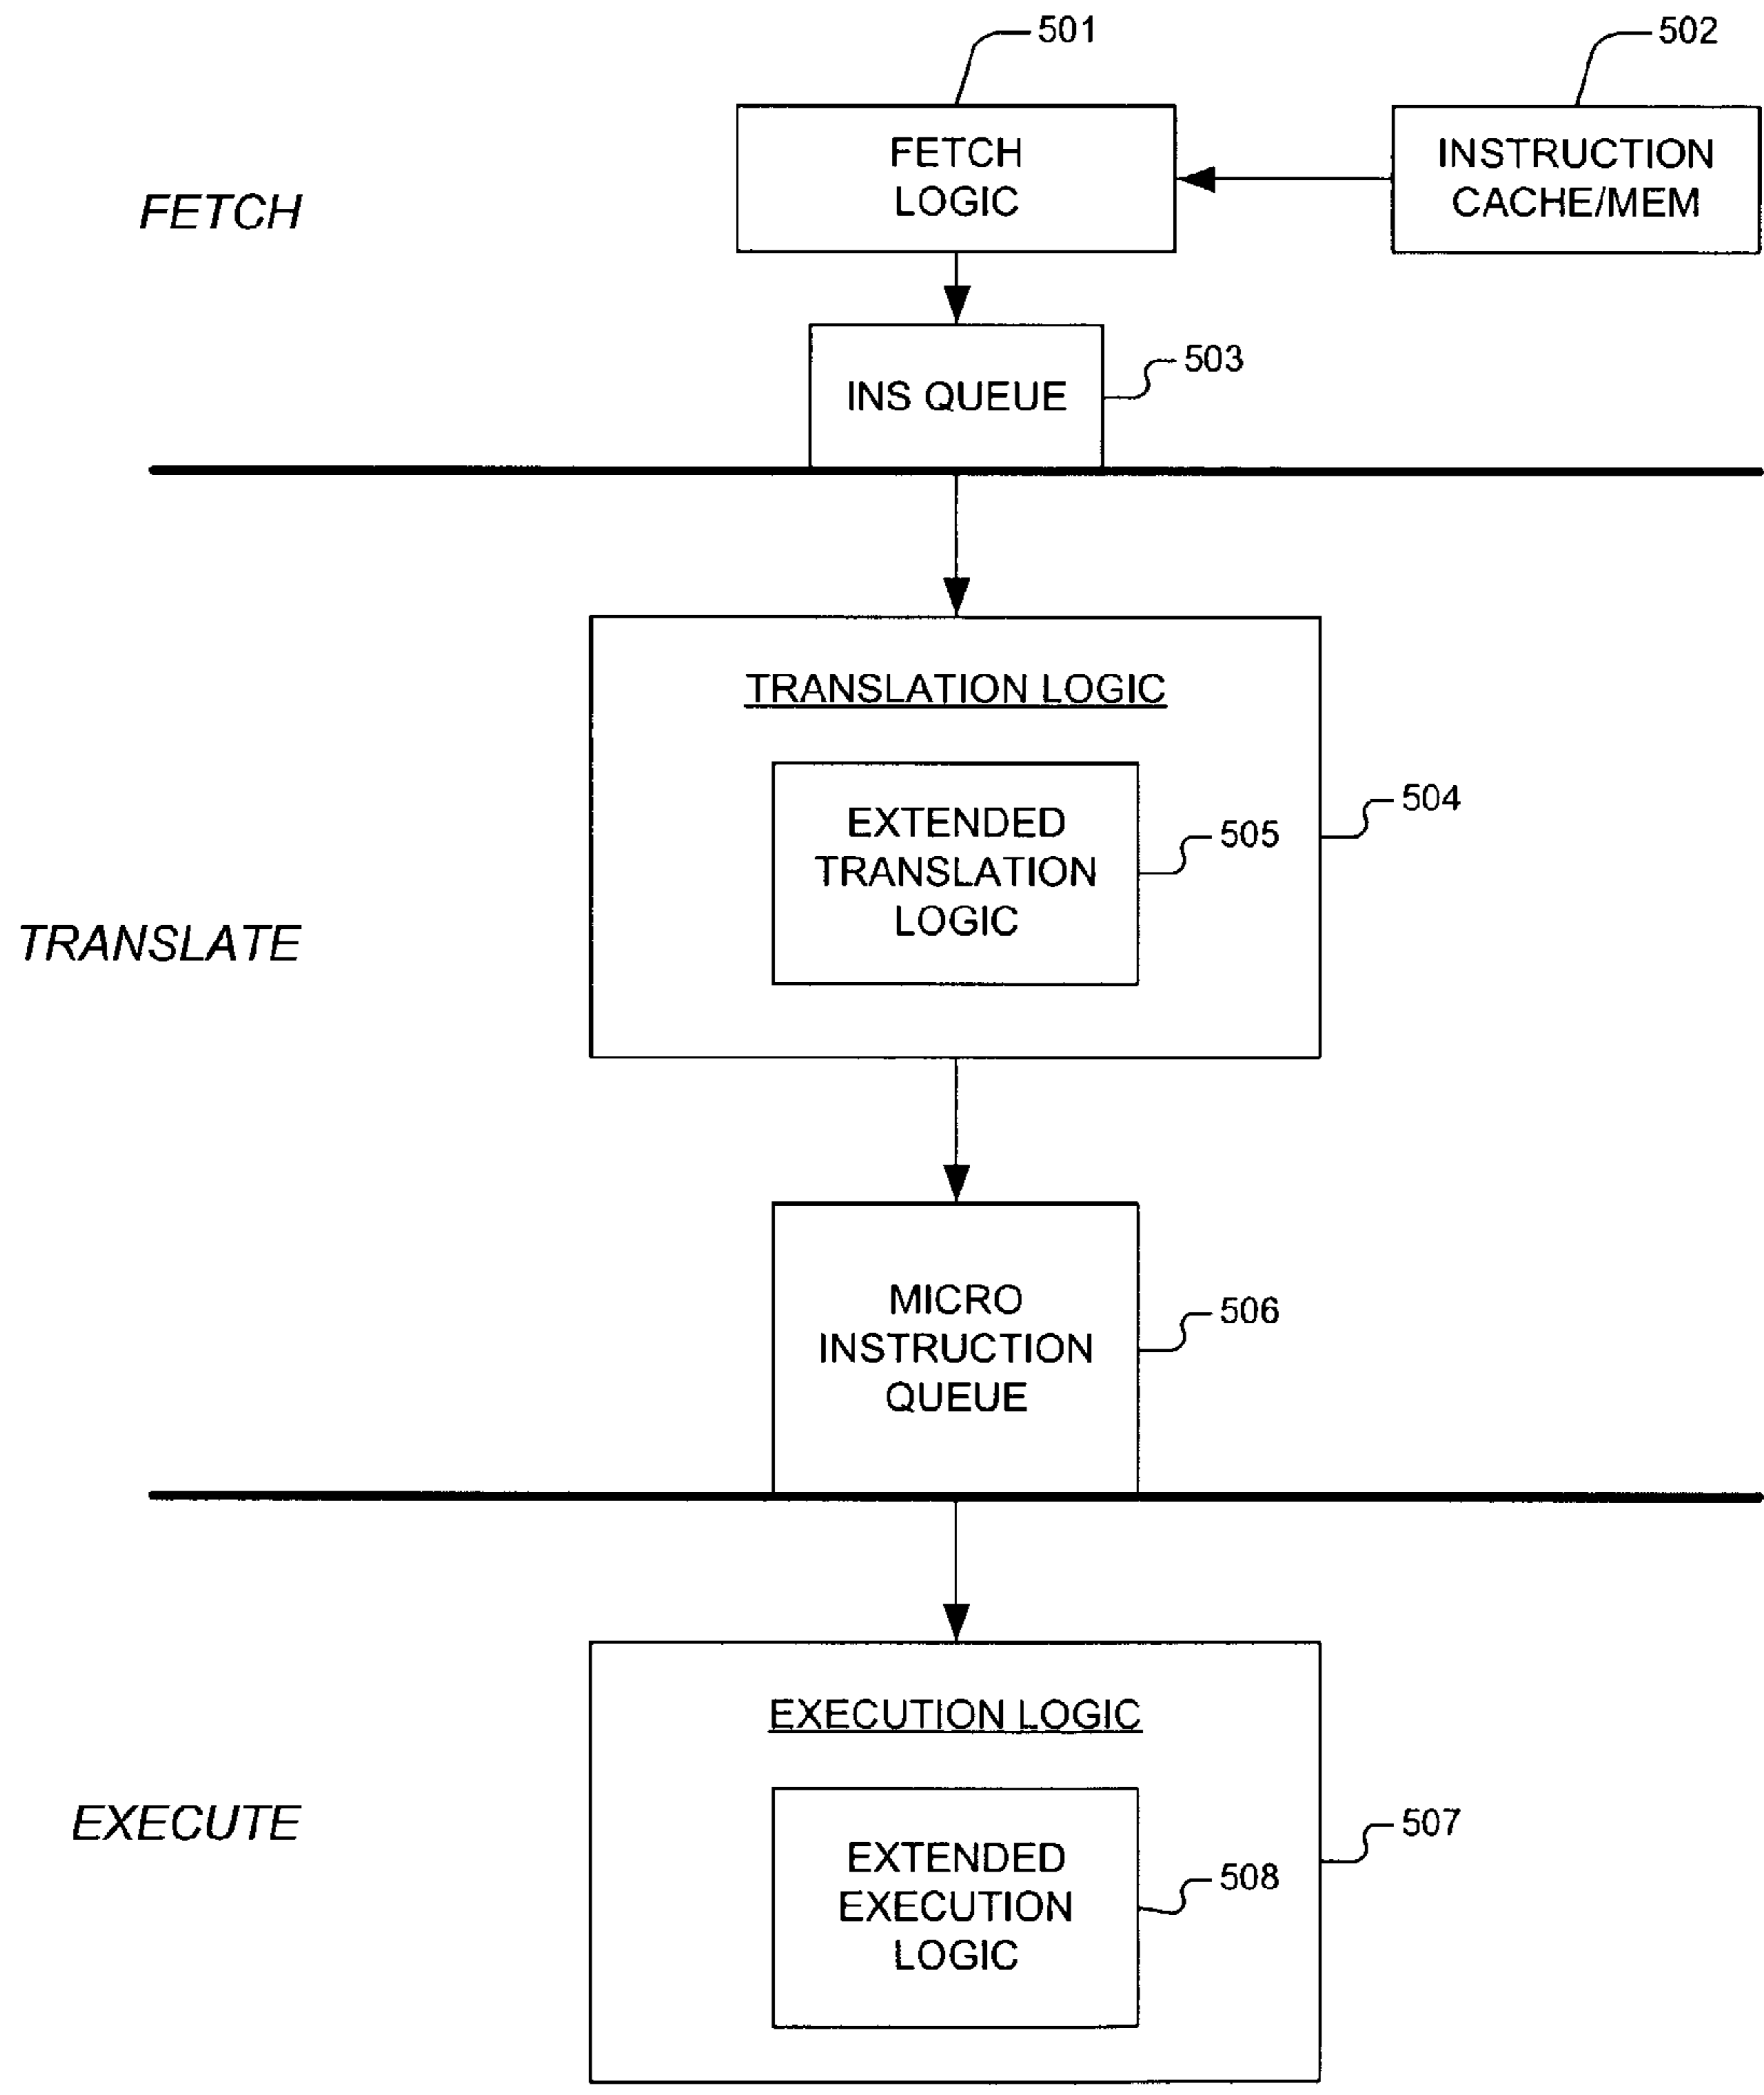 501
502
FETCH
LOGIC
INSTRUCTION
CACHE/MEM
FETCH
INS QUEUE
503
TRANSLATION LOGIC
EXTENDED
TRANSLATION
LOGIC
504
505
TRANSLATE
MICRO
INSTRUCTION
QUEUE
506
EXECUTION LOGIC
EXECUTE
EXTENDED
EXECUTION
LOGIC
507
508